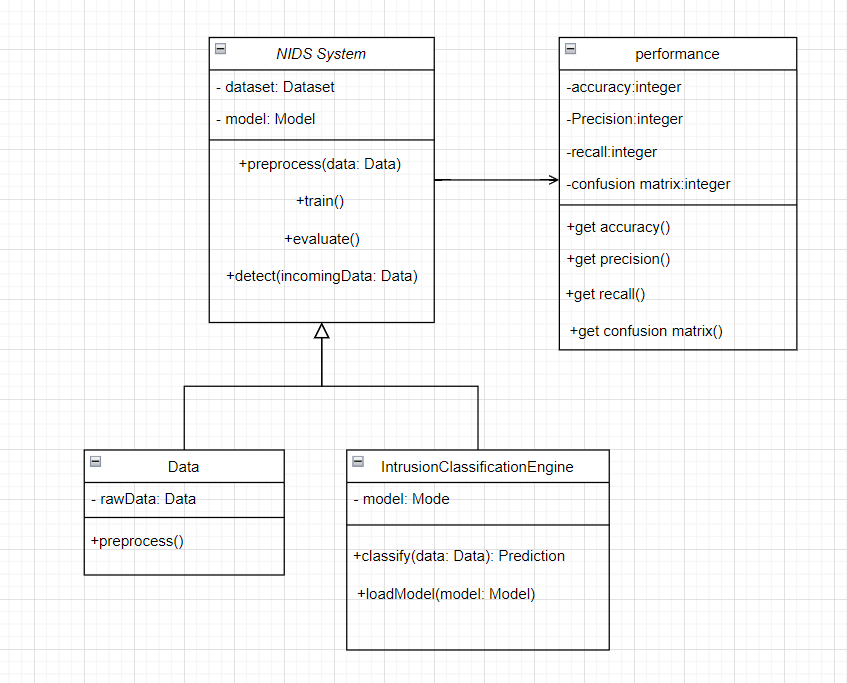 NIDS System
- dataset: Dataset
- model: Model
+preprocess(data: Data)
+train()
+evaluate()
+detect(incomingData: Data)
performance
-accuracy:integer
-Precision:integer
-recall:integer
-confusion matrix:integer
+get accuracy()
+get precision()
+get recall()
+get confusion matrix()
Data
- rawData: Data
+preprocess()
IntrusionClassificationEngine
- model: Mode
+classify(data: Data): Prediction
+loadModel(model: Model)